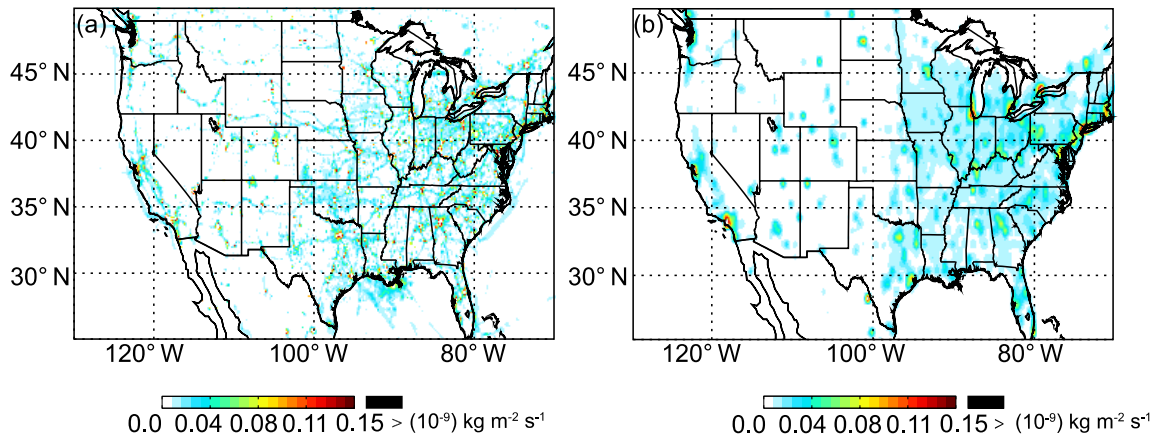 (a)
45° N
40° N
35° N
30° N
120° W 100° W 80° W
0.0 0.04 0.08 0.11 0.15 > (10⁻⁹) kg m⁻² s⁻¹
(b)
45° N
40° N
35° N
30° N
120° W 100° W 80° W
0.0 0.04 0.08 0.11 0.15 > (10⁻⁹) kg m⁻² s⁻¹